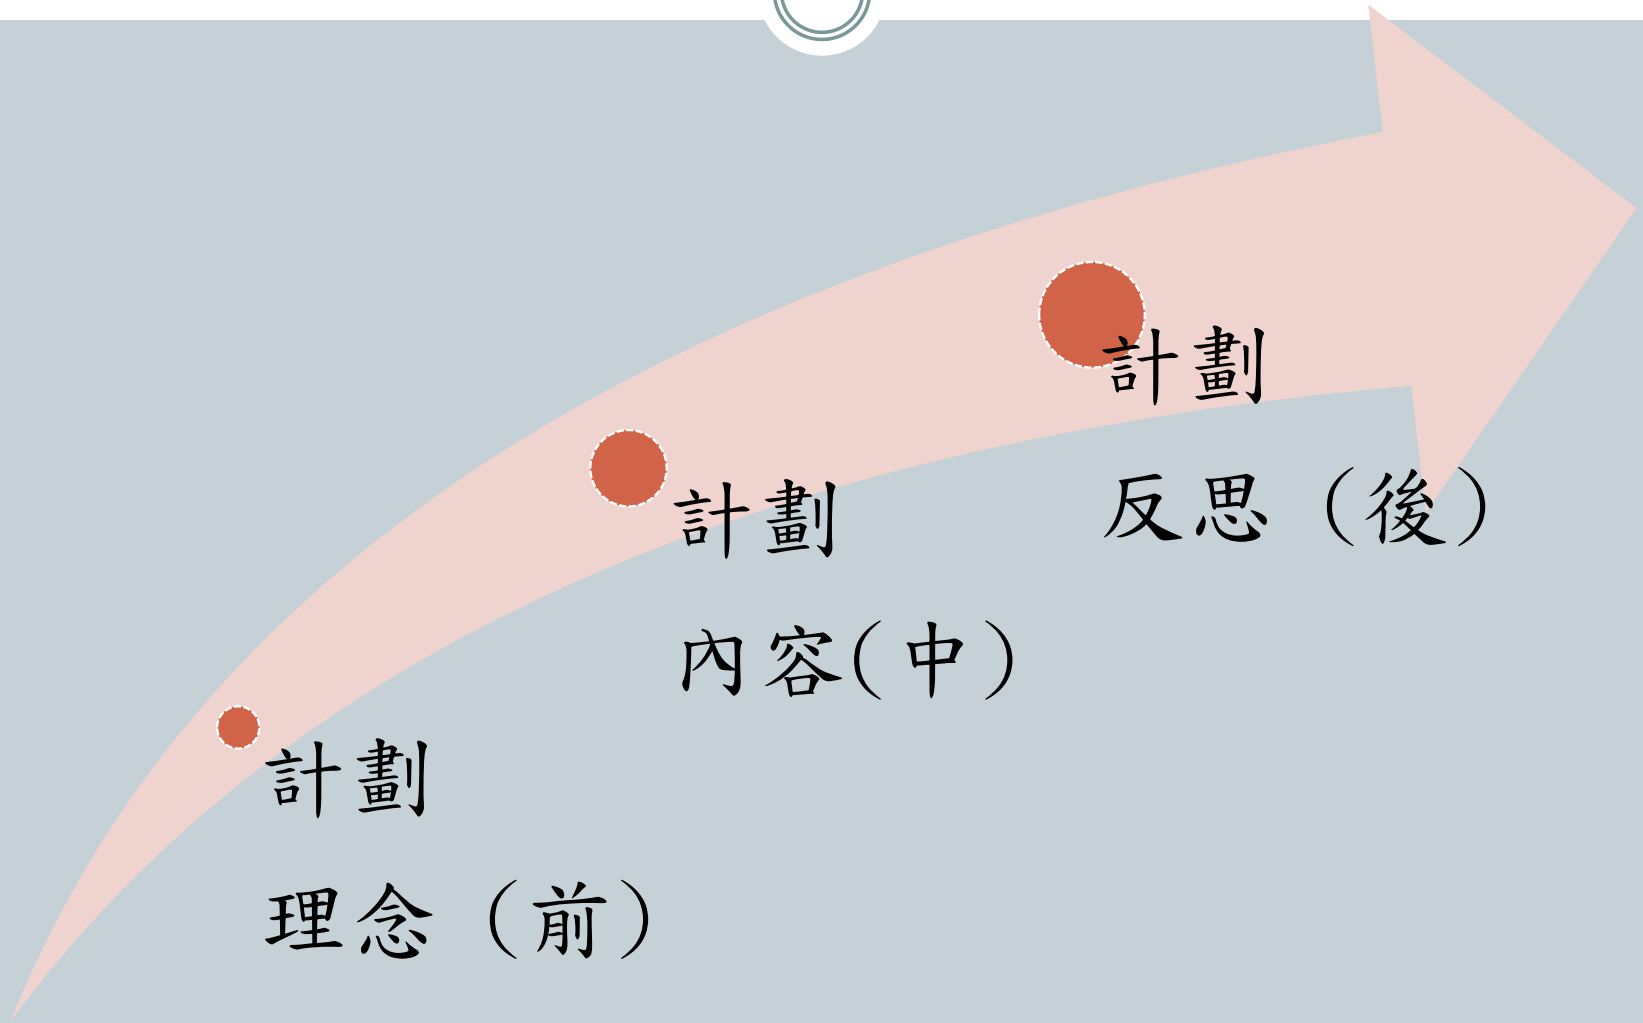 計劃
理念（前）
計劃
內容(中）
計劃
反思（後）